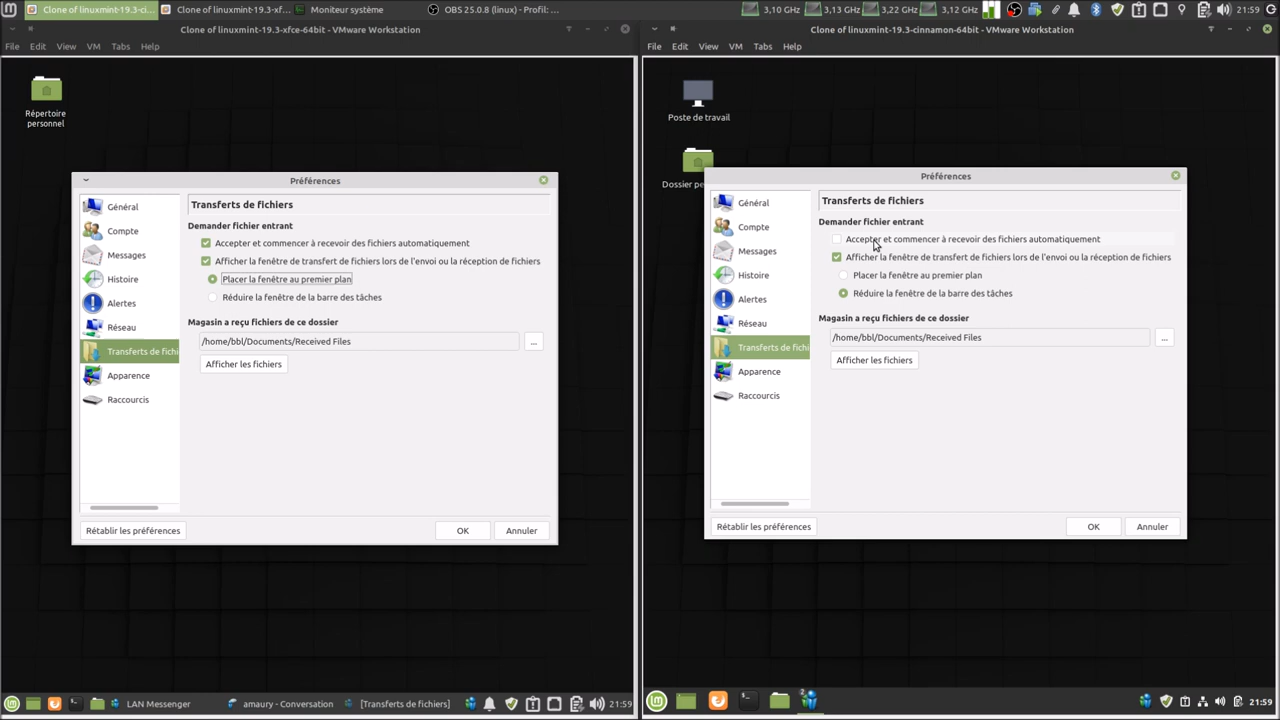 Clone of linuxmint-19.3-ci...
Clone of linuxmint-19.3-xf...
Moniteur système
OBS 25.0.8 (linux) - Profil: ...
3,10 GHz
3,13 GHz
3,22 GHz
3,12 GHz
21:59
Clone of linuxmint-19.3-xfce-64bit - VMware Workstation
File Edit View VM Tabs Help
Répertoire
personnel
Préférences
Général
Compte
Messages
Histoire
Alertes
Réseau
Transferts de fichi
Apparence
Raccourcis
Transferts de fichiers
Demander fichier entrant
Accepter et commencer à recevoir des fichiers automatiquement
Afficher la fenêtre de transfert de fichiers lors de l'envoi ou la réception de fichiers
Placer la fenêtre au premier plan
Réduire la fenêtre de la barre des tâches
Magasin a reçu fichiers de ce dossier
/home/bbl/Documents/Received Files
...
Afficher les fichiers
Rétablir les préférences
OK
Annuler
LAN Messenger
amaury - Conversation
[Transferts de fichiers]
21:59
Clone of linuxmint-19.3-cinnamon-64bit - VMware Workstation
File Edit View VM Tabs Help
Poste de travail
Dossier pe
Préférences
Général
Compte
Messages
Histoire
Alertes
Réseau
Transferts de fichi
Apparence
Raccourcis
Transferts de fichiers
Demander fichier entrant
Accepter et commencer à recevoir des fichiers automatiquement
Afficher la fenêtre de transfert de fichiers lors de l'envoi ou la réception de fichiers
Placer la fenêtre au premier plan
Réduire la fenêtre de la barre des tâches
Magasin a reçu fichiers de ce dossier
/home/bbl/Documents/Received Files
...
Afficher les fichiers
Rétablir les préférences
OK
Annuler
21:59